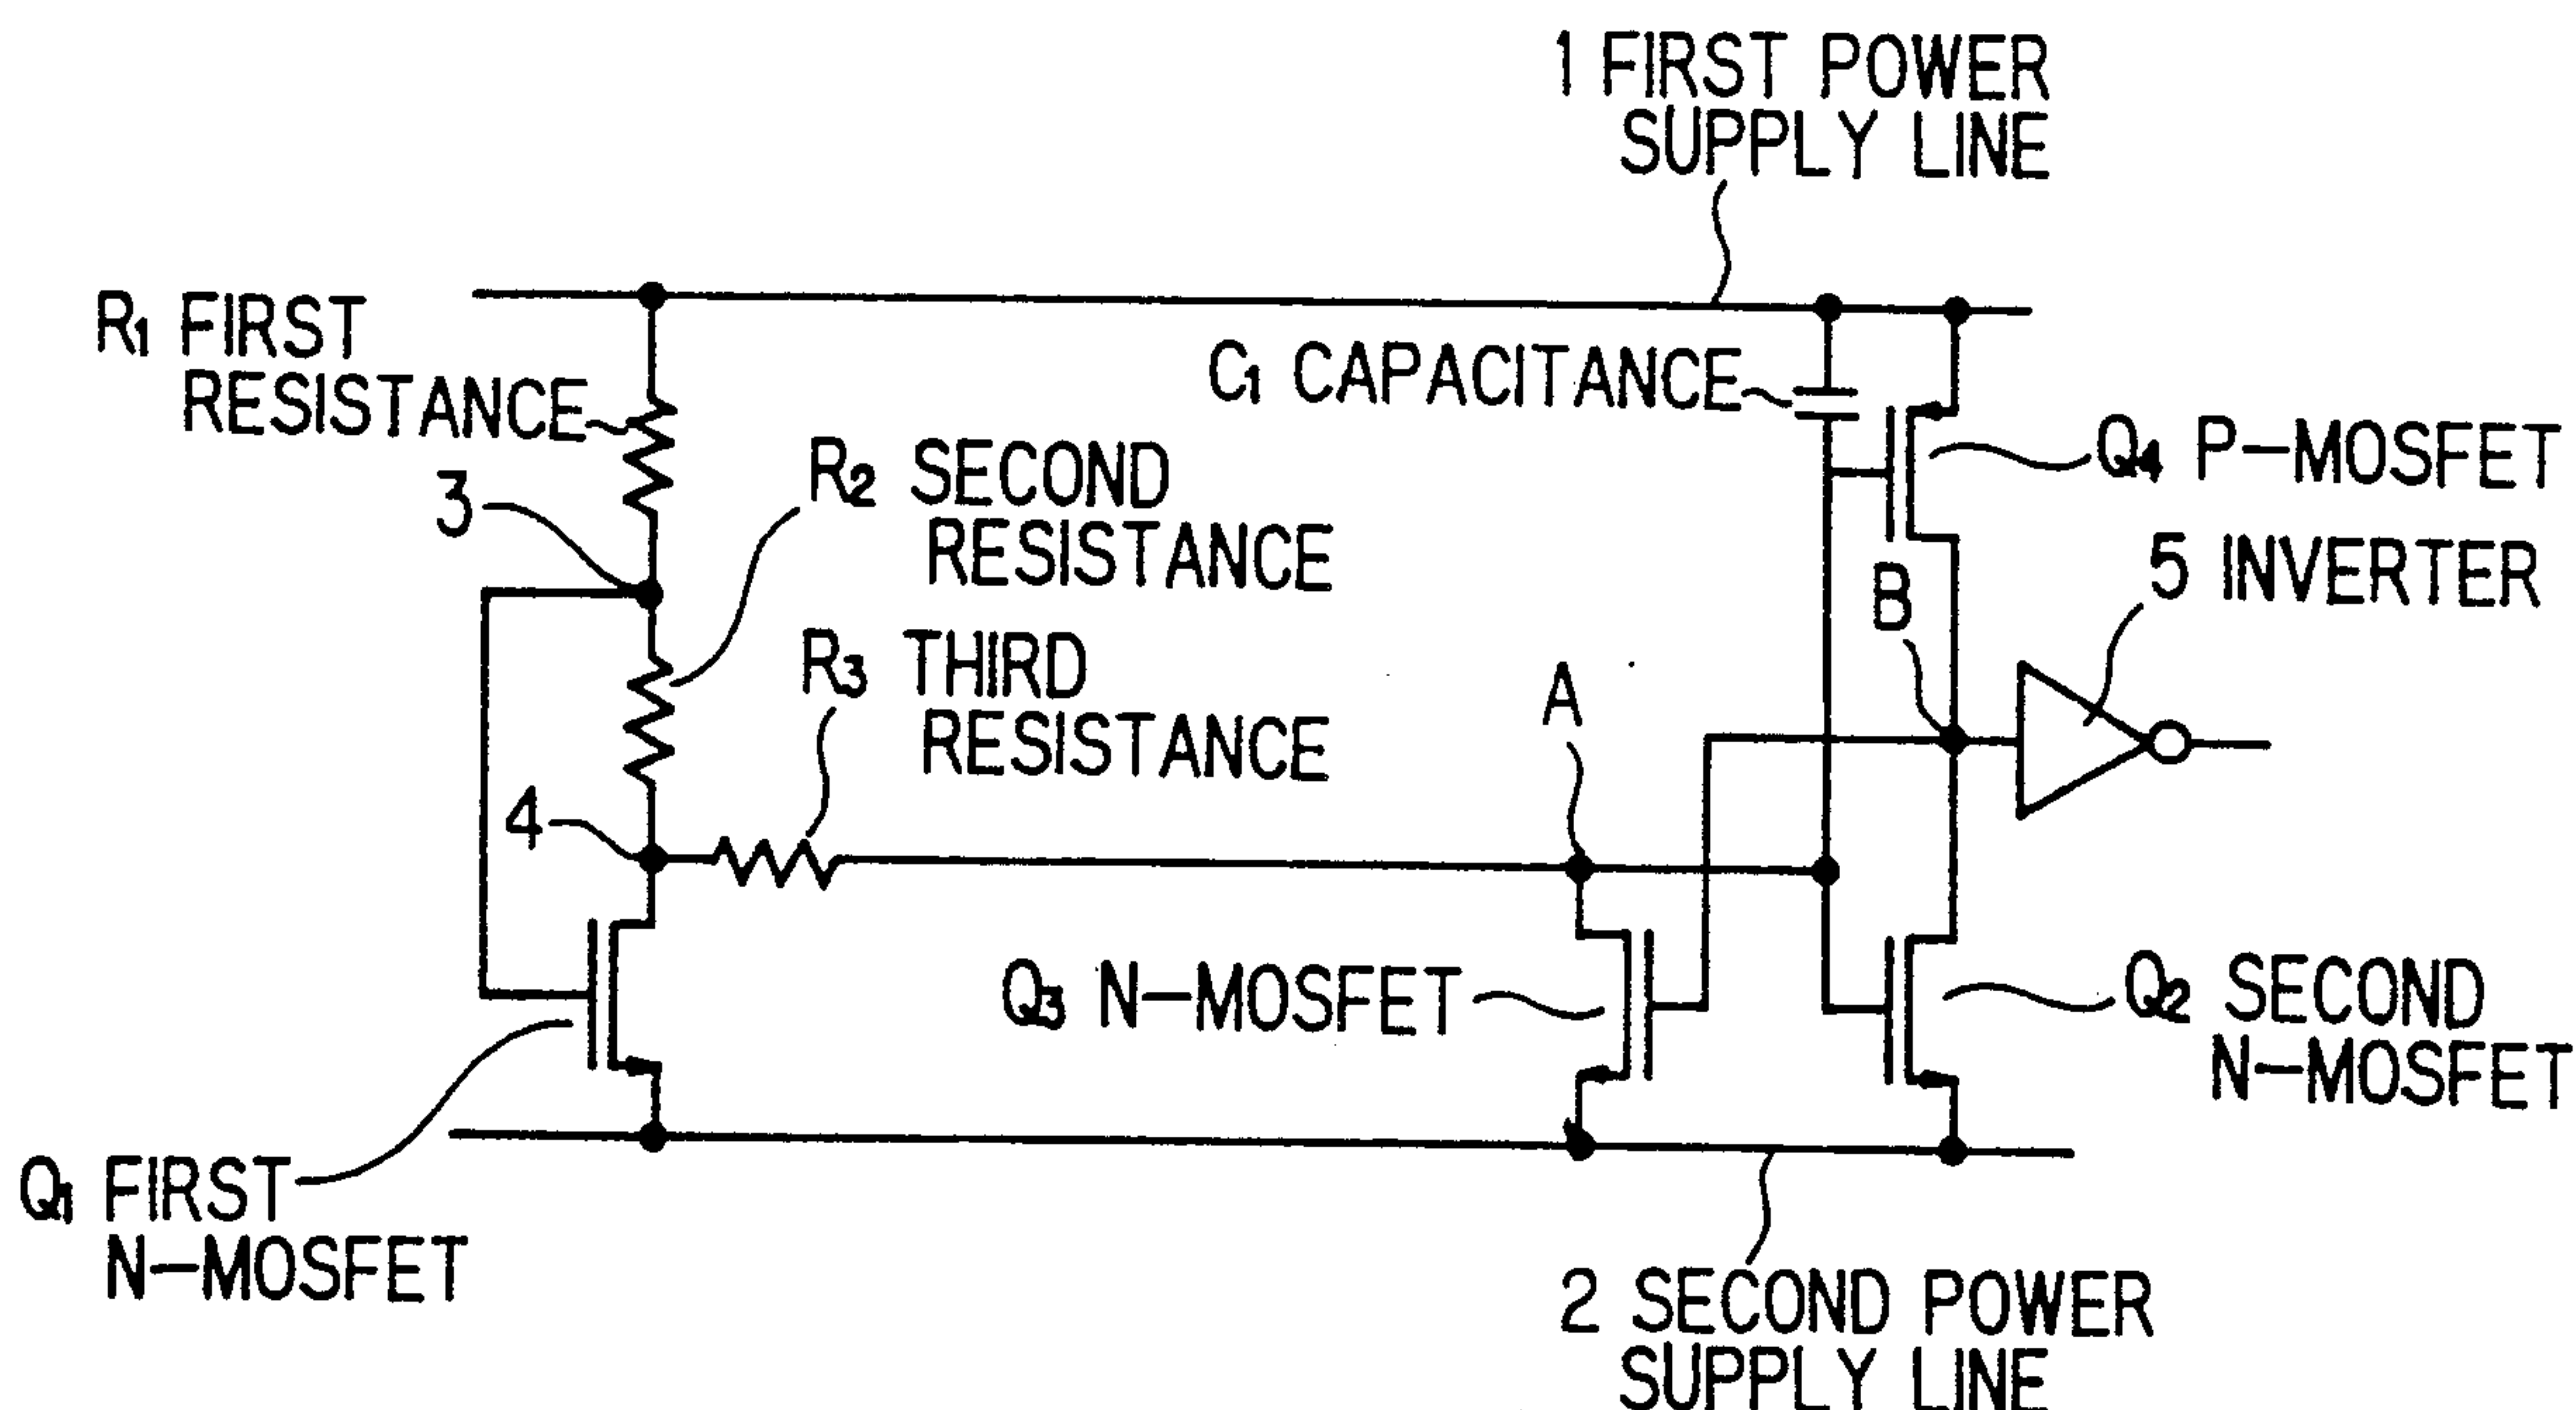 1 FIRST POWER
SUPPLY LINE
R1 FIRST
RESISTANCE
C1 CAPACITANCE
Q4 P-MOSFET
R2 SECOND
RESISTANCE
3
5 INVERTER
B
R3 THIRD
RESISTANCE
A
4
Q3 N-MOSFET
Q2 SECOND
N-MOSFET
Q1 FIRST
N-MOSFET
2 SECOND POWER
SUPPLY LINE